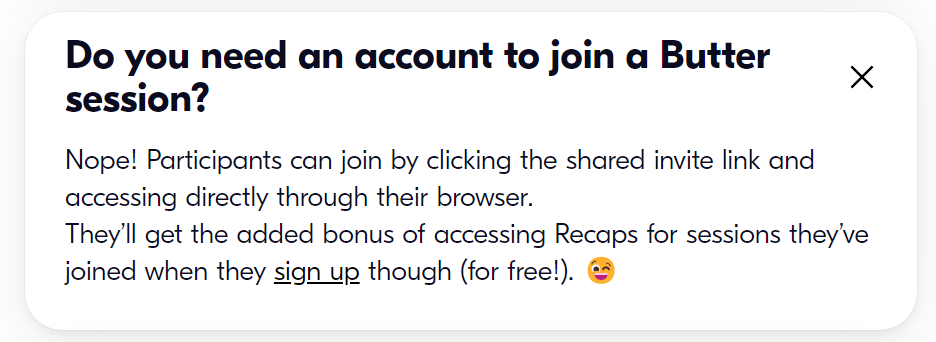 Do you need an account to join a Butter
session?
Nope! Participants can join by clicking the shared invite link and
accessing directly through their browser.
They’ll get the added bonus of accessing Recaps for sessions they’ve
joined when they sign up though (for free!). 😉